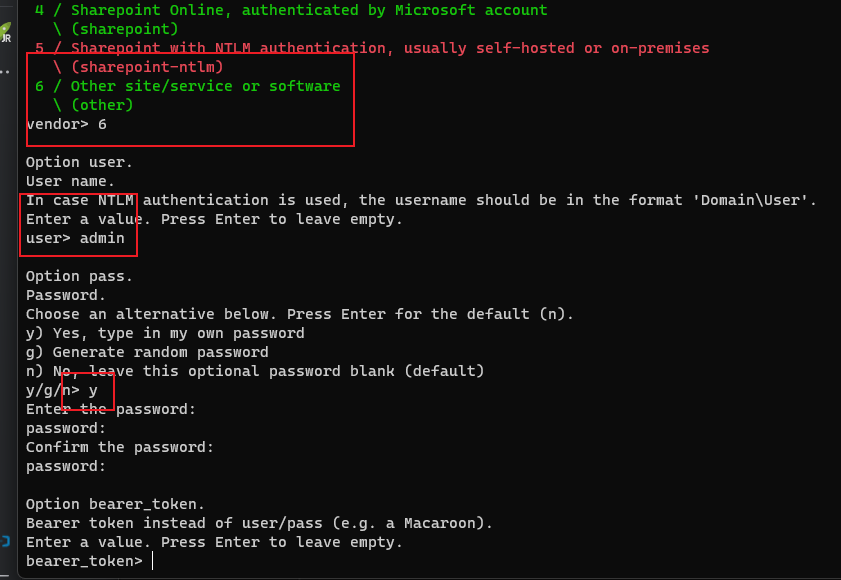 4 / Sharepoint Online, authenticated by Microsoft account
\ (sharepoint)
5 / Sharepoint with NTLM authentication, usually self-hosted or on-premises
\ (sharepoint-ntlm)
6 / Other site/service or software
\ (other)
vendor> 6
Option user.
User name.
In case NTLM authentication is used, the username should be in the format 'Domain\User'.
Enter a value. Press Enter to leave empty.
user> admin
Option pass.
Password.
Choose an alternative below. Press Enter for the default (n).
y) Yes, type in my own password
g) Generate random password
n) No, leave this optional password blank (default)
y/g/n> y
Enter the password:
password:
Confirm the password:
password:
Option bearer_token.
Bearer token instead of user/pass (e.g. a Macaroon).
Enter a value. Press Enter to leave empty.
bearer_token>